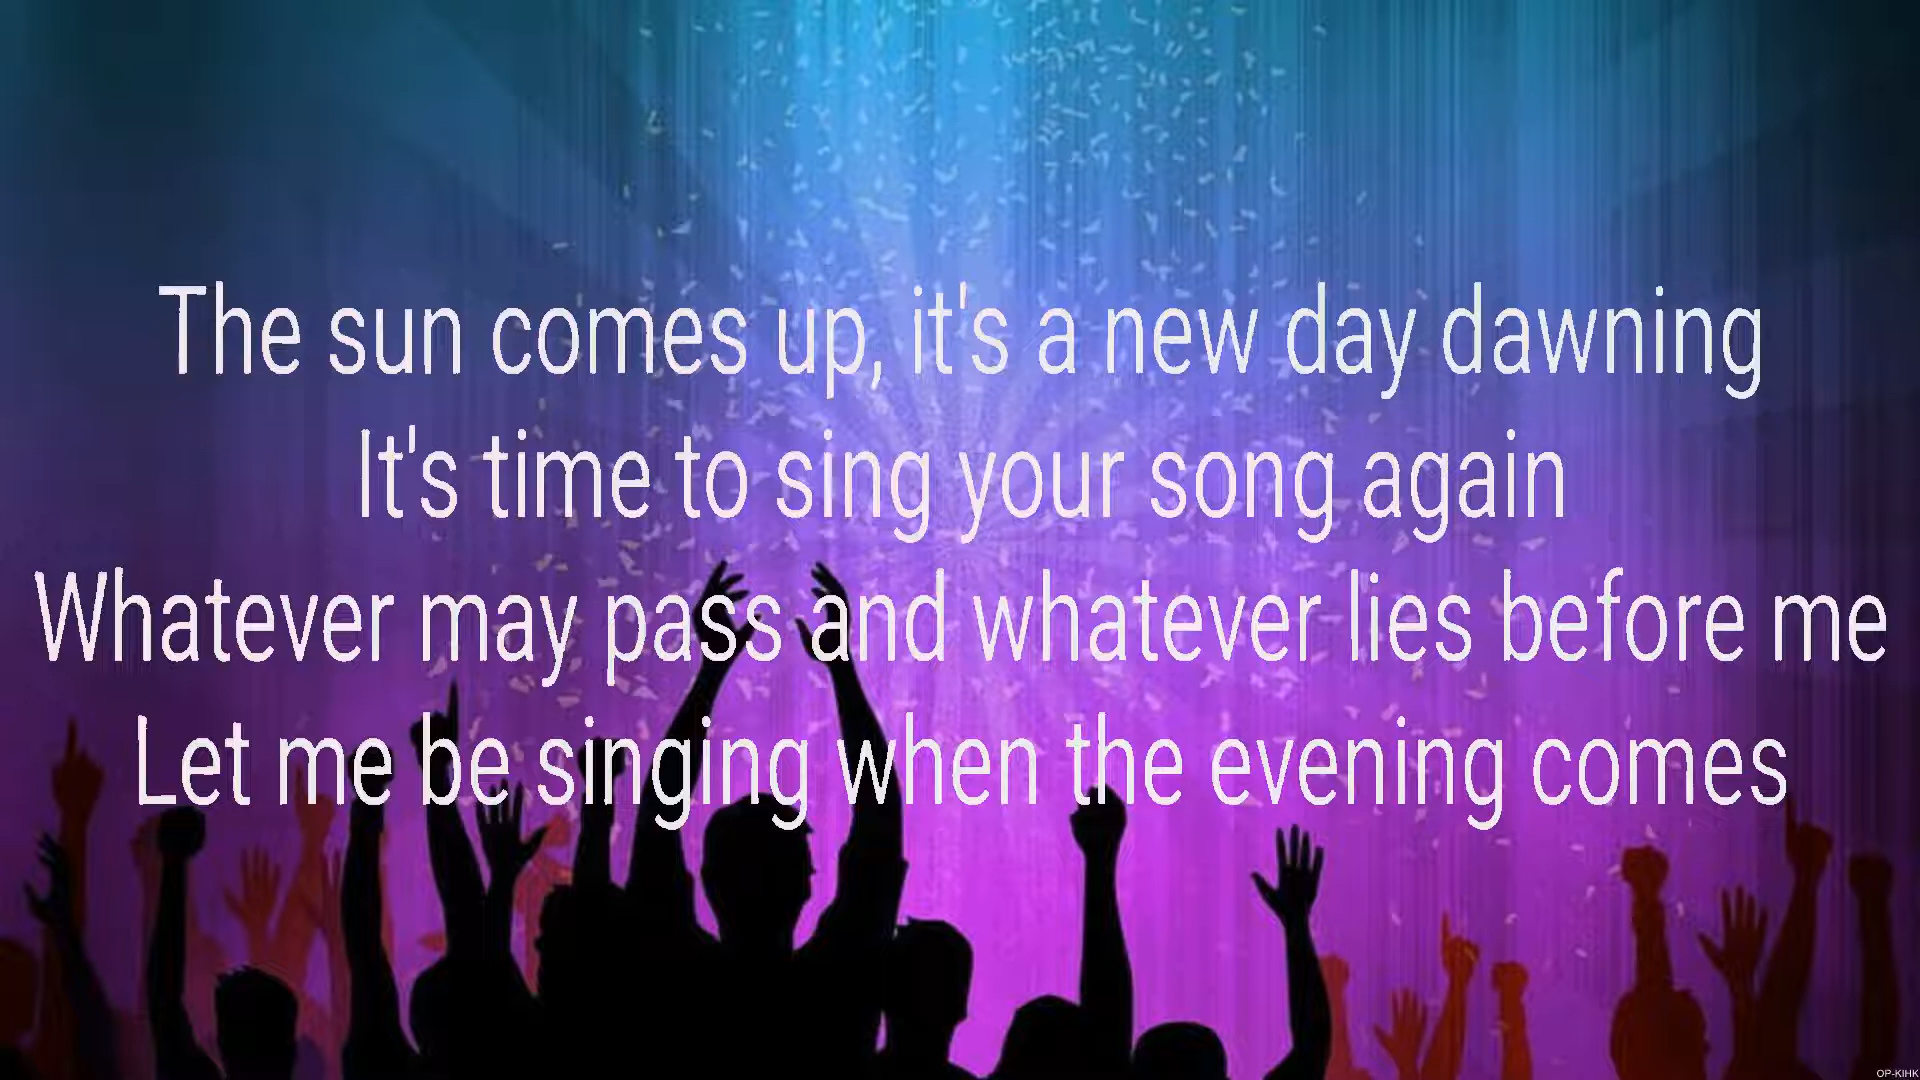 The sun comes up, it's a new day dawning
It's time to sing your song again
Whatever may pass and whatever lies before me
Let me be singing when the evening comes
OP-KIHK